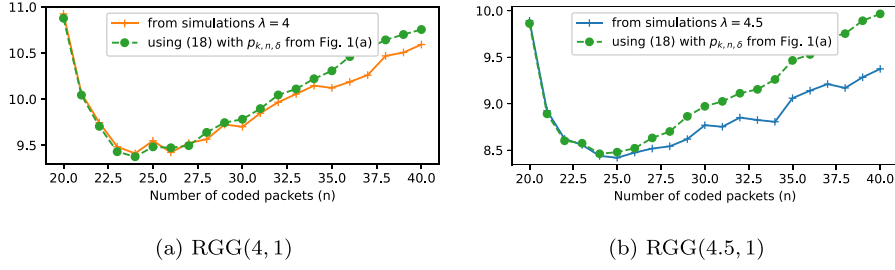 11.0
10.5
10.0
9.5
from simulations λ = 4
using (18) with pk, n, δ from Fig. 1(a)
20.0 22.5 25.0 27.5 30.0 32.5 35.0 37.5 40.0
Number of coded packets (n)
(a) RGG(4, 1)
10.0
9.5
9.0
8.5
from simulations λ = 4.5
using (18) with pk, n, δ from Fig. 1(a)
20.0 22.5 25.0 27.5 30.0 32.5 35.0 37.5 40.0
Number of coded packets (n)
(b) RGG(4.5, 1)